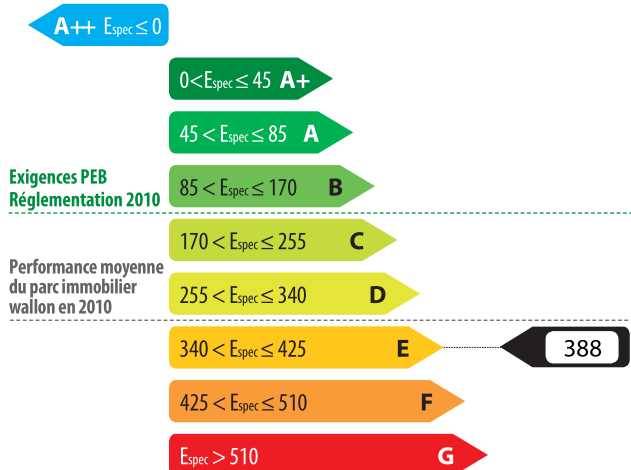 A++ Espec ≤ 0
0<Espec ≤ 45 A+
45 < Espec ≤ 85 A
Exigences PEB
Réglementation 2010
85 < Espec ≤ 170 B
170 < Espec ≤ 255 C
Performance moyenne
du parc immobilier
wallon en 2010
255 < Espec ≤ 340 D
340 < Espec ≤ 425 E
388
425 < Espec ≤ 510 F
Espec > 510 G